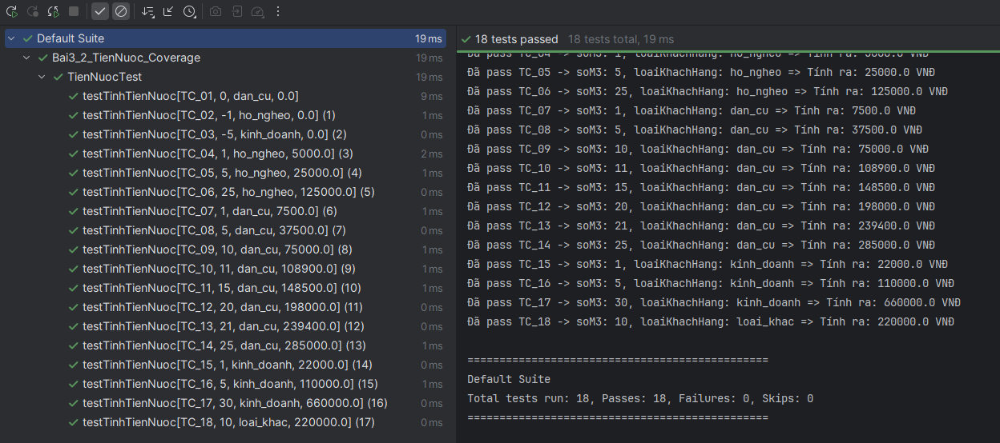 Default Suite 19 ms
Bai3_2_TienNuoc_Coverage 19 ms
TienNuocTest 19 ms
testTinhTienNuoc[TC_01, 0, dan_cu, 0.0] 9 ms
testTinhTienNuoc[TC_02, -1, ho_ngheo, 0.0] (1) 1 ms
testTinhTienNuoc[TC_03, -5, kinh_doanh, 0.0] (2) 0 ms
testTinhTienNuoc[TC_04, 1, ho_ngheo, 5000.0] (3) 2 ms
testTinhTienNuoc[TC_05, 5, ho_ngheo, 25000.0] (4) 1 ms
testTinhTienNuoc[TC_06, 25, ho_ngheo, 125000.0] (5) 0 ms
testTinhTienNuoc[TC_07, 1, dan_cu, 7500.0] (6) 1 ms
testTinhTienNuoc[TC_08, 5, dan_cu, 37500.0] (7) 0 ms
testTinhTienNuoc[TC_09, 10, dan_cu, 75000.0] (8) 1 ms
testTinhTienNuoc[TC_10, 11, dan_cu, 108900.0] (9) 1 ms
testTinhTienNuoc[TC_11, 15, dan_cu, 148500.0] (10) 1 ms
testTinhTienNuoc[TC_12, 20, dan_cu, 198000.0] (11) 0 ms
testTinhTienNuoc[TC_13, 21, dan_cu, 239400.0] (12) 0 ms
testTinhTienNuoc[TC_14, 25, dan_cu, 285000.0] (13) 1 ms
testTinhTienNuoc[TC_15, 1, kinh_doanh, 22000.0] (14) 0 ms
testTinhTienNuoc[TC_16, 5, kinh_doanh, 110000.0] (15) 1 ms
testTinhTienNuoc[TC_17, 30, kinh_doanh, 660000.0] (16) 0 ms
testTinhTienNuoc[TC_18, 10, loai_khac, 220000.0] (17) 0 ms
18 tests passed 18 tests total, 19 ms
Đã pass TC_04 -> soM3: 1, loaiKhachHang: ho_ngheo => Tính ra: 5000.0 VNĐ
Đã pass TC_05 -> soM3: 5, loaiKhachHang: ho_ngheo => Tính ra: 25000.0 VNĐ
Đã pass TC_06 -> soM3: 25, loaiKhachHang: ho_ngheo => Tính ra: 125000.0 VNĐ
Đã pass TC_07 -> soM3: 1, loaiKhachHang: dan_cu => Tính ra: 7500.0 VNĐ
Đã pass TC_08 -> soM3: 5, loaiKhachHang: dan_cu => Tính ra: 37500.0 VNĐ
Đã pass TC_09 -> soM3: 10, loaiKhachHang: dan_cu => Tính ra: 75000.0 VNĐ
Đã pass TC_10 -> soM3: 11, loaiKhachHang: dan_cu => Tính ra: 108900.0 VNĐ
Đã pass TC_11 -> soM3: 15, loaiKhachHang: dan_cu => Tính ra: 148500.0 VNĐ
Đã pass TC_12 -> soM3: 20, loaiKhachHang: dan_cu => Tính ra: 198000.0 VNĐ
Đã pass TC_13 -> soM3: 21, loaiKhachHang: dan_cu => Tính ra: 239400.0 VNĐ
Đã pass TC_14 -> soM3: 25, loaiKhachHang: dan_cu => Tính ra: 285000.0 VNĐ
Đã pass TC_15 -> soM3: 1, loaiKhachHang: kinh_doanh => Tính ra: 22000.0 VNĐ
Đã pass TC_16 -> soM3: 5, loaiKhachHang: kinh_doanh => Tính ra: 110000.0 VNĐ
Đã pass TC_17 -> soM3: 30, loaiKhachHang: kinh_doanh => Tính ra: 660000.0 VNĐ
Đã pass TC_18 -> soM3: 10, loaiKhachHang: loai_khac => Tính ra: 220000.0 VNĐ
===============================================
Default Suite
Total tests run: 18, Passes: 18, Failures: 0, Skips: 0
===============================================